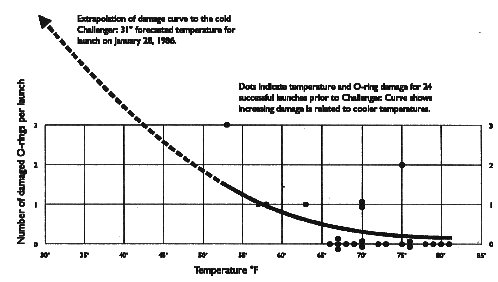 Extrapolation of damage curve to the cold
Challenger: 31° forecasted temperature for
launch on January 28, 1986.
Dots indicate temperature and O-ring damage for 24
successful launches prior to Challenger. Curve shows
increasing damage is related to cooler temperatures.
Number of damaged O-rings per launch
3 3
2 2
1 1
0 0
30° 35° 40° 45° 50° 55° 60° 65° 70° 75° 80° 85°
Temperature °F